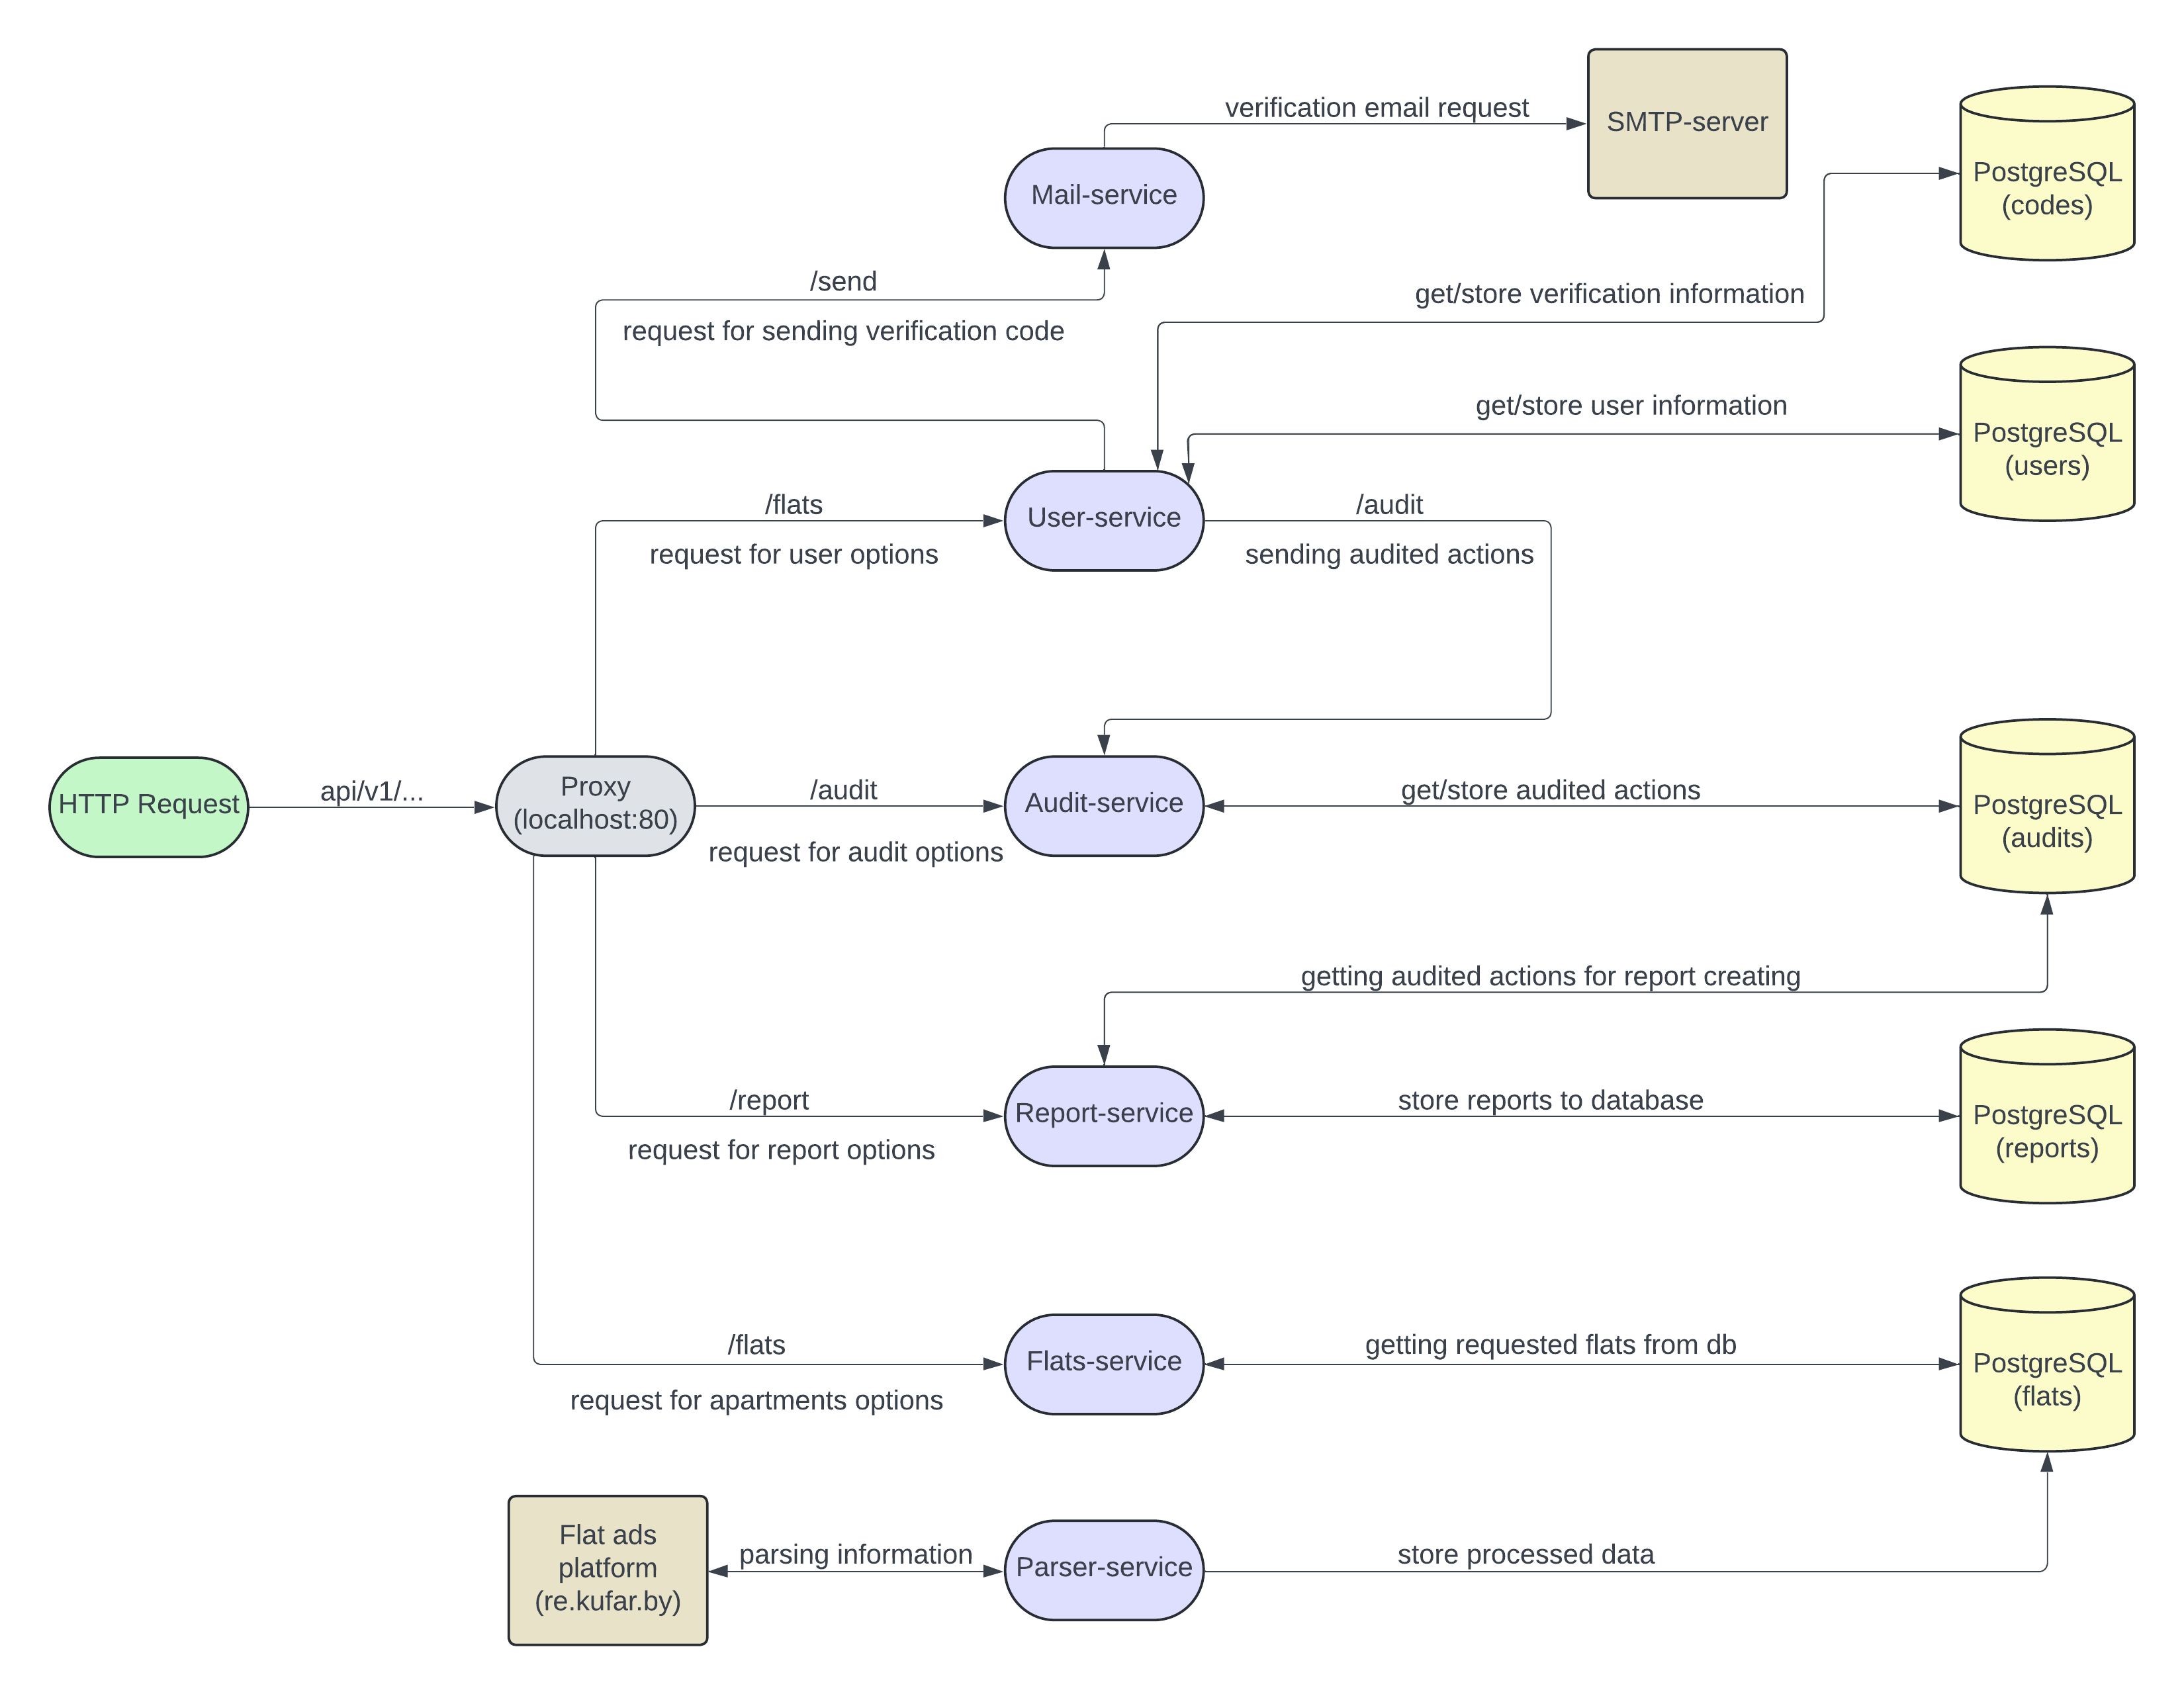 verification email request
SMTP-server
PostgreSQL
(codes)
Mail-service
/send
request for sending verification code
get/store verification information
get/store user information
PostgreSQL
(users)
/flats
request for user options
User-service
/audit
sending audited actions
HTTP Request
api/v1/...
Proxy
(localhost:80)
/audit
request for audit options
Audit-service
get/store audited actions
PostgreSQL
(audits)
getting audited actions for report creating
/report
request for report options
Report-service
store reports to database
PostgreSQL
(reports)
/flats
request for apartments options
Flats-service
getting requested flats from db
PostgreSQL
(flats)
Flat ads
platform
(re.kufar.by)
parsing information
Parser-service
store processed data